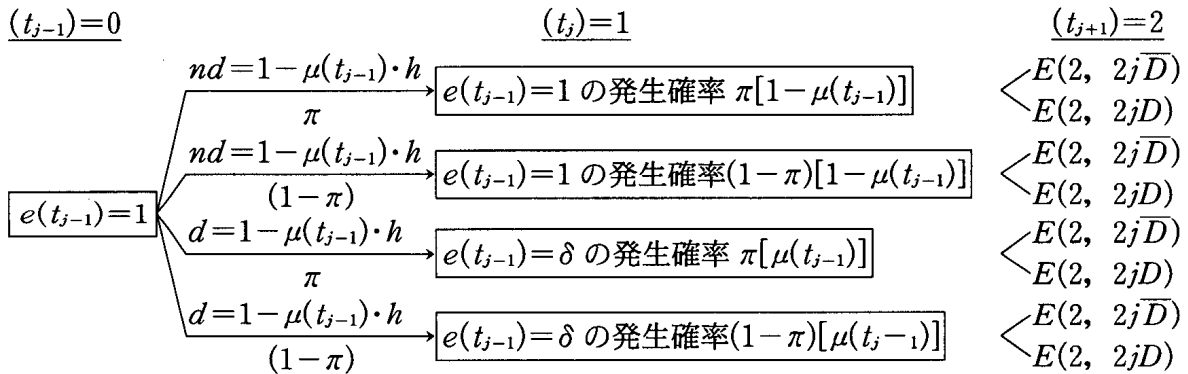 (t_{j-1})=0 (t_j)=1 (t_{j+1})=2
nd=1-μ(t_{j-1})·h
π
e(t_{j-1})=1 の発生確率 π[1-μ(t_{j-1})]
E(2, 2j\overline{D})
E(2, 2jD)
nd=1-μ(t_{j-1})·h
(1-π)
e(t_{j-1})=1 の発生確率(1-π)[1-μ(t_{j-1})]
E(2, 2j\overline{D})
E(2, 2jD)
e(t_{j-1})=1
d=1-μ(t_{j-1})·h
π
e(t_{j-1})=δ の発生確率 π[μ(t_{j-1})]
E(2, 2j\overline{D})
E(2, 2jD)
d=1-μ(t_{j-1})·h
(1-π)
e(t_{j-1})=δ の発生確率(1-π)[μ(t_j-_1)]
E(2, 2j\overline{D})
E(2, 2jD)